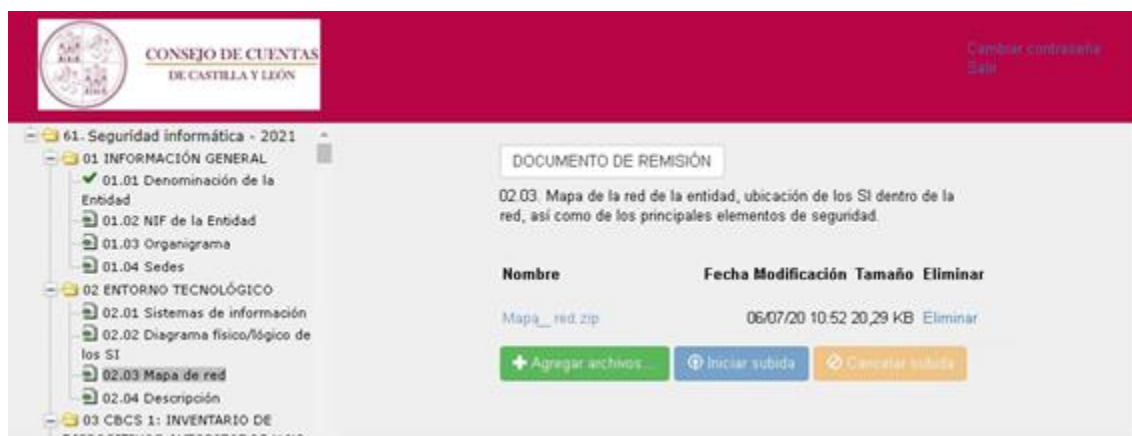 CONSEJO DE CUENTAS
DE CASTILLA Y LEÓN
Cambiar contraseña
Salir
61. Seguridad informática - 2021
01 INFORMACIÓN GENERAL
01.01 Denominación de la
Entidad
01.02 NIF de la Entidad
01.03 Organigrama
01.04 Sedes
02 ENTORNO TECNOLÓGICO
02.01 Sistemas de información
02.02 Diagrama físico/lógico de
los SI
02.03 Mapa de red
02.04 Descripción
03 CBCS 1: INVENTARIO DE
DOCUMENTO DE REMISIÓN
02.03. Mapa de la red de la entidad, ubicación de los SI dentro de la
red, así como de los principales elementos de seguridad.
Nombre Fecha Modificación Tamaño Eliminar
Mapa__red.zip 06/07/20 10:52 20,29 KB Eliminar
Agregar archivos... Iniciar subida Cancelar subida